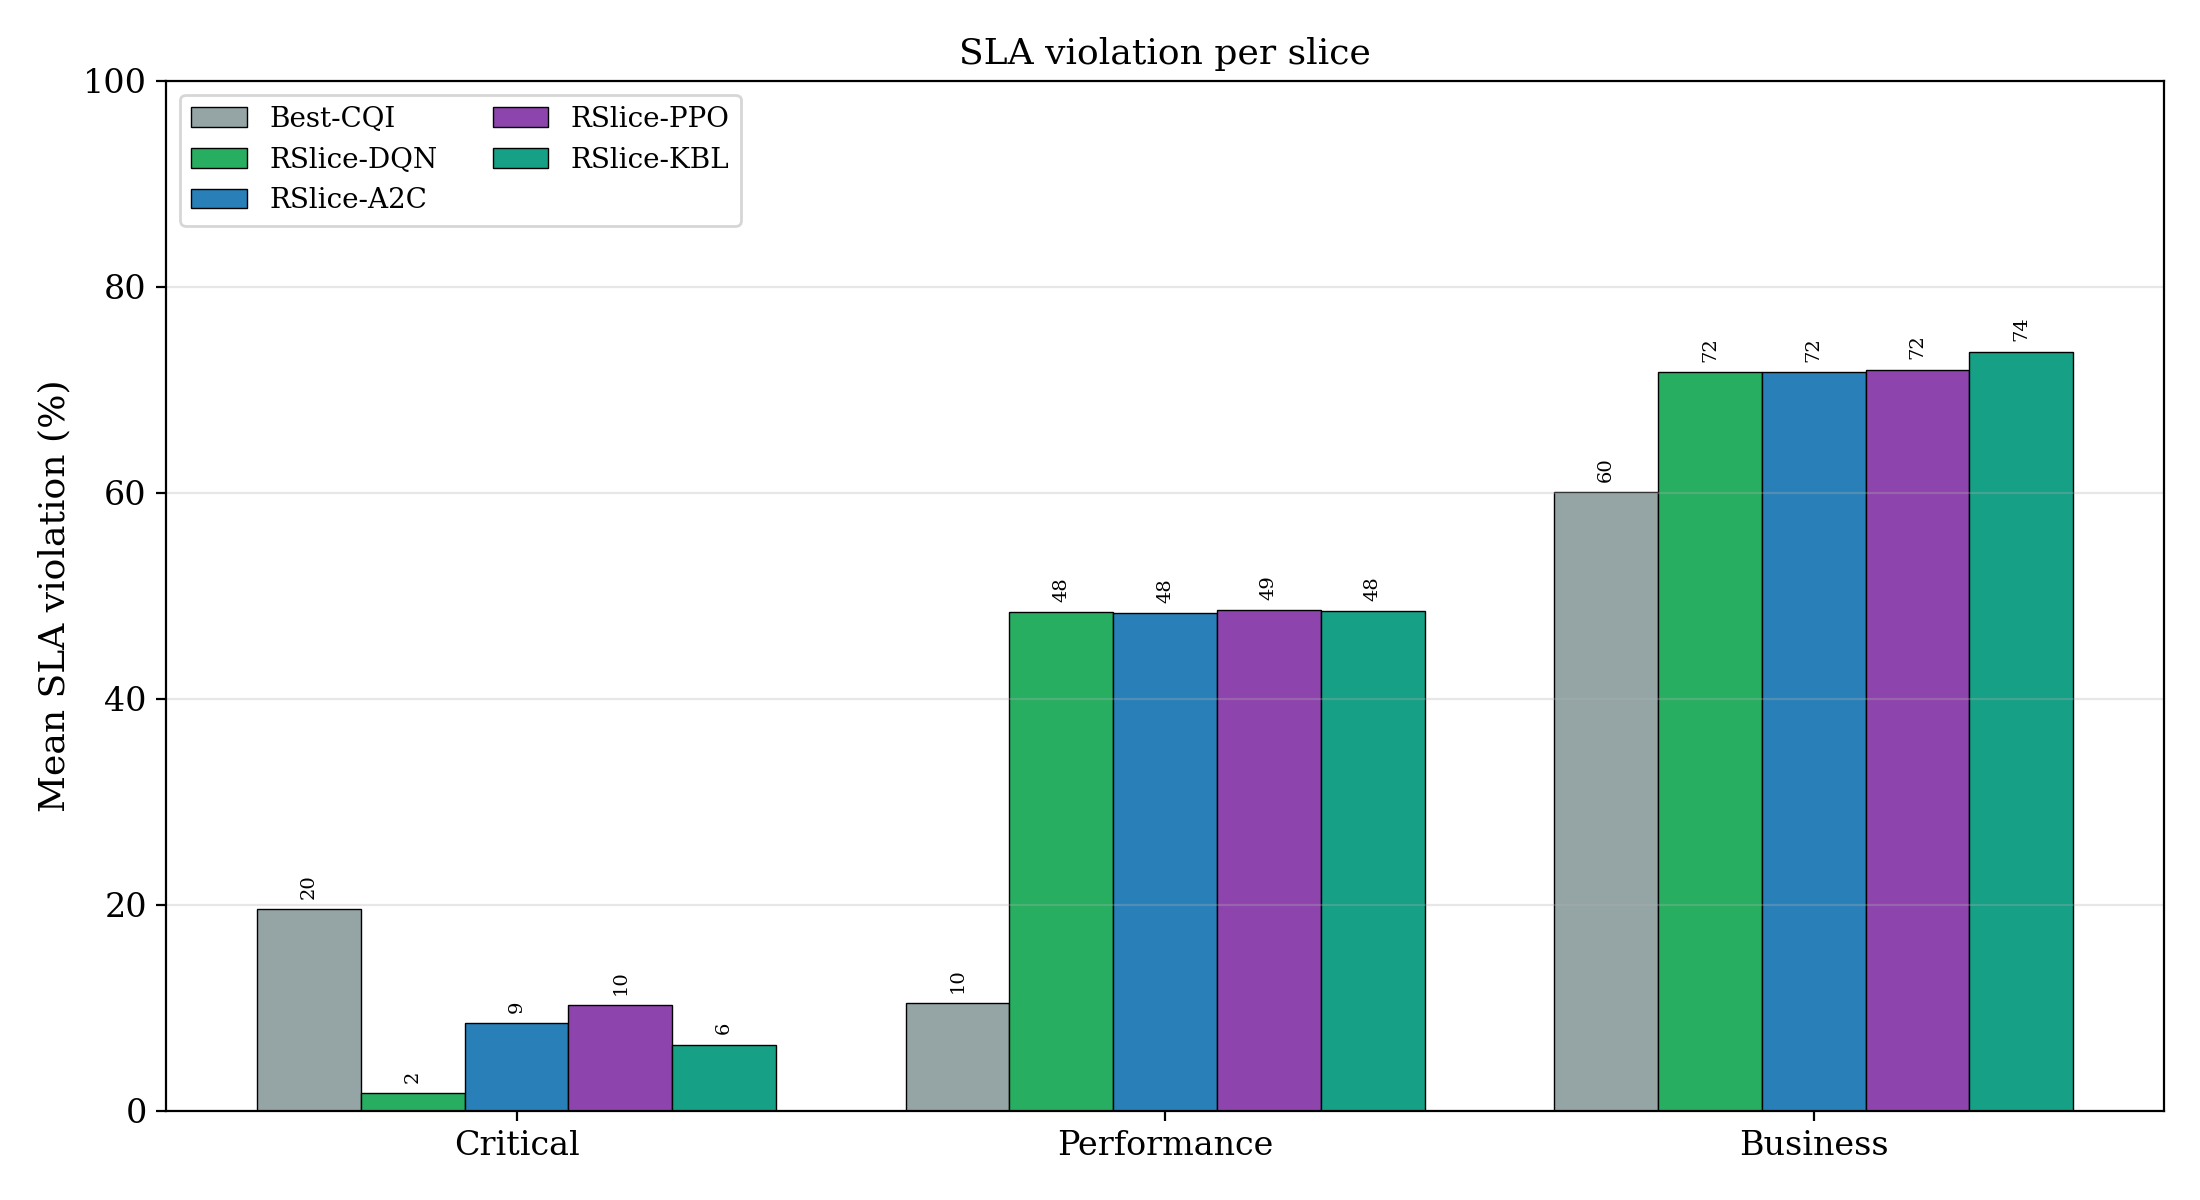 SLA violation per slice
Mean SLA violation (%)
100
80
60
40
20
0
Best-CQI
RSlice-DQN
RSlice-A2C
RSlice-PPO
RSlice-KBL
20
2
9
10
6
10
48
48
49
48
60
72
72
72
74
Critical
Performance
Business